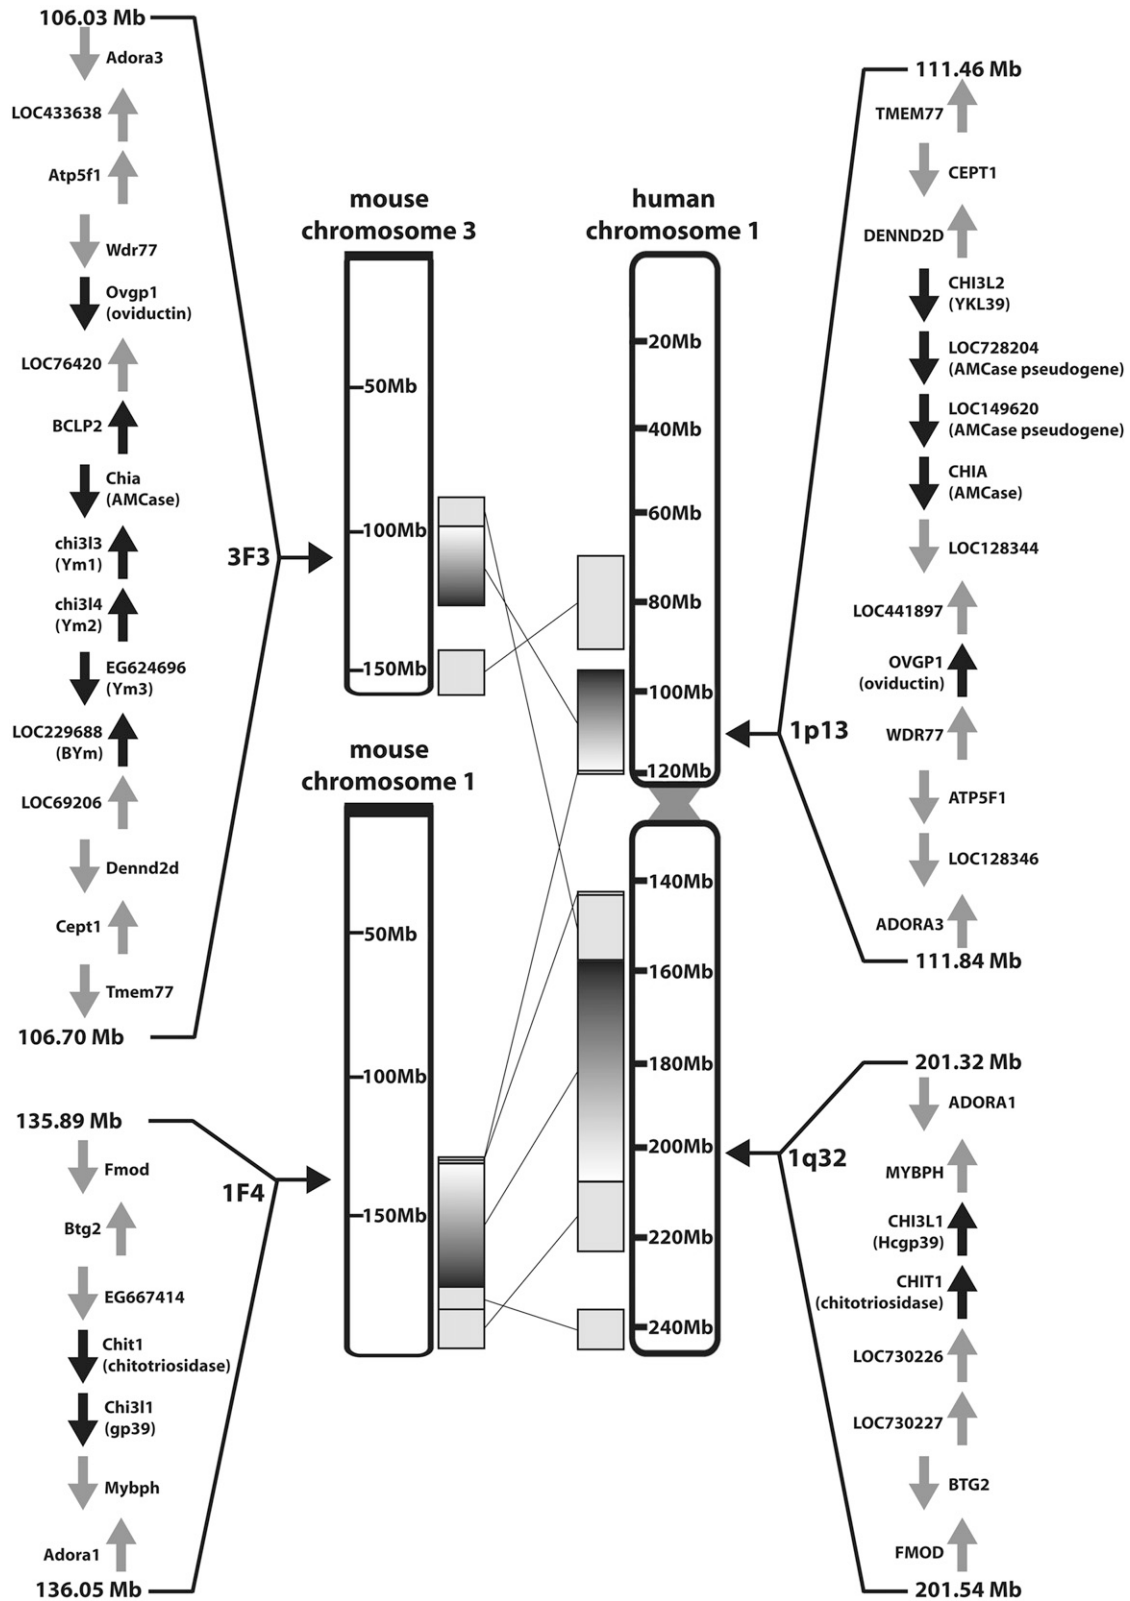 106.03 Mb
Adora3
LOC433638
Atp5f1
Wdr77
Ovgp1
(oviductin)
LOC76420
BCLP2
Chia
(AMCase)
chi3l3
(Ym1)
chi3l4
(Ym2)
EG624696
(Ym3)
LOC229688
(BYm)
LOC69206
Dennd2d
Cept1
Tmem77
106.70 Mb
3F3
135.89 Mb
Fmod
Btg2
EG667414
Chit1
(chitotriosidase)
Chi3l1
(gp39)
Mybph
Adora1
136.05 Mb
1F4
mouse
chromosome 3
50Mb
100Mb
150Mb
mouse
chromosome 1
50Mb
100Mb
150Mb
human
chromosome 1
20Mb
40Mb
60Mb
80Mb
100Mb
120Mb
140Mb
160Mb
180Mb
200Mb
220Mb
240Mb
111.46 Mb
TMEM77
CEPT1
DENND2D
CHI3L2
(YKL39)
LOC728204
(AMCase pseudogene)
LOC149620
(AMCase pseudogene)
CHIA
(AMCase)
LOC128344
LOC441897
OVGP1
(oviductin)
WDR77
ATP5F1
LOC128346
ADORA3
111.84 Mb
1p13
201.32 Mb
ADORA1
MYBPH
CHI3L1
(Hcgp39)
CHIT1
(chitotriosidase)
LOC730226
LOC730227
BTG2
FMOD
201.54 Mb
1q32